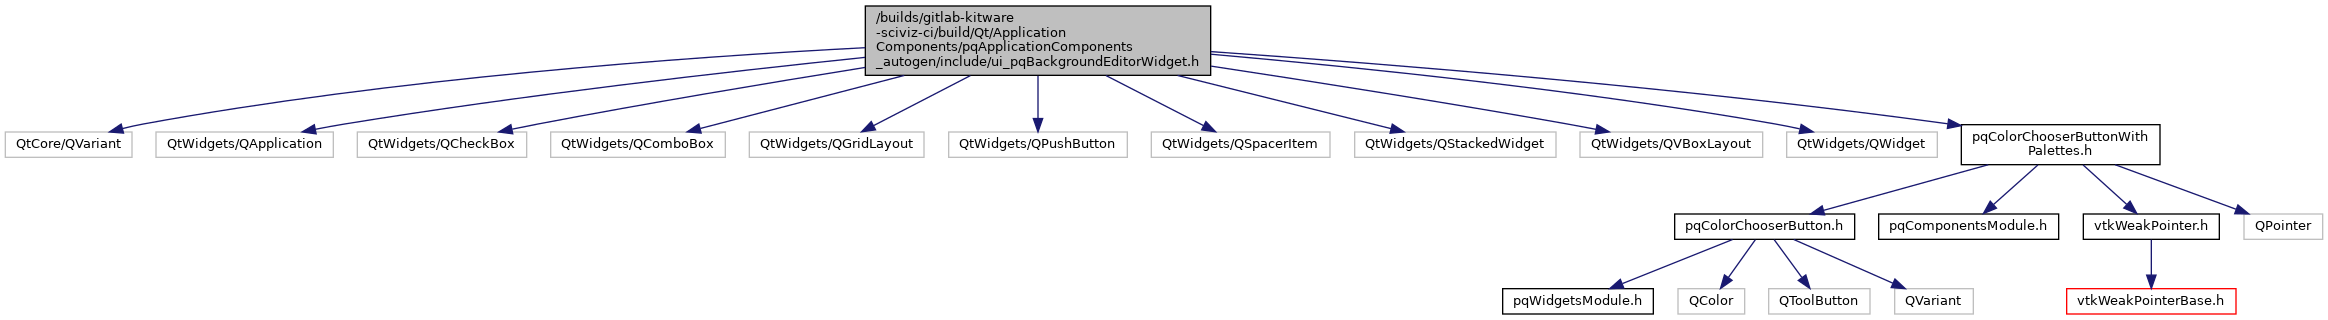 /builds/gitlab-kitware
-sciviz-ci/build/Qt/Application
Components/pqApplicationComponents
_autogen/include/ui_pqBackgroundEditorWidget.h
QtCore/QVariant
QtWidgets/QApplication
QtWidgets/QCheckBox
QtWidgets/QComboBox
QtWidgets/QGridLayout
QtWidgets/QPushButton
QtWidgets/QSpacerItem
QtWidgets/QStackedWidget
QtWidgets/QVBoxLayout
QtWidgets/QWidget
pqColorChooserButtonWith
Palettes.h
pqColorChooserButton.h
pqComponentsModule.h
vtkWeakPointer.h
QPointer
pqWidgetsModule.h
QColor
QToolButton
QVariant
vtkWeakPointerBase.h